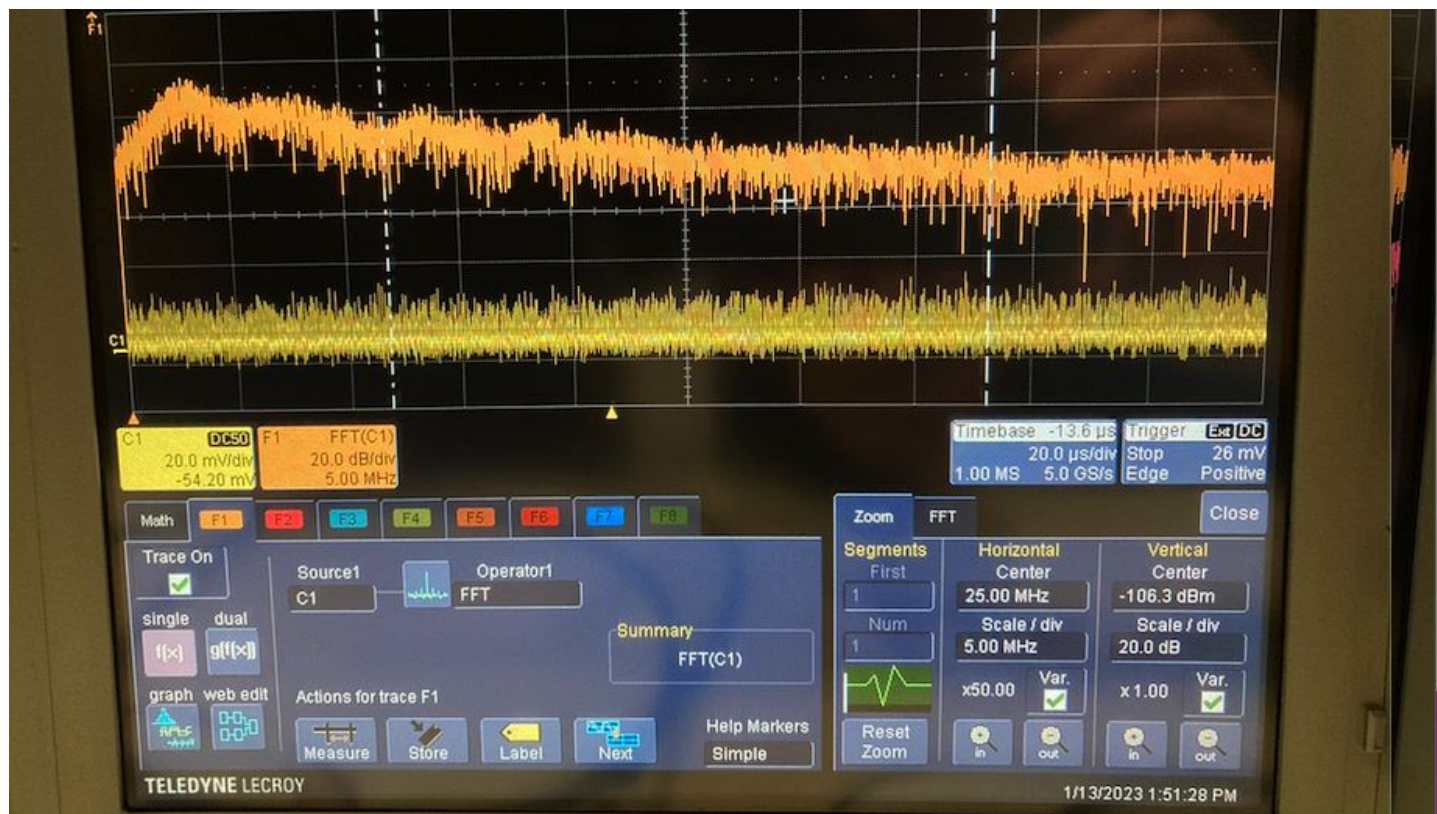 F1
C1
C1 DC50
20.0 mV/div
-54.20 mV
F1 FFT(C1)
20.0 dB/div
5.00 MHz
Timebase -13.6 µs
20.0 µs/div
1.00 MS 5.0 GS/s
Trigger Ext DC
Stop 26 mV
Edge Positive
Math F1 F2 F3 F4 F5 F6 F7 F8
Zoom FFT
Close
Trace On
Source1
C1
Operator1
FFT
single dual
f(x) g(f(x))
Summary
FFT(C1)
graph web edit
Actions for trace F1
Measure Store Label Next
Help Markers
Simple
Segments
First
1
Num
1
Reset
Zoom
Horizontal
Center
25.00 MHz
Scale / div
5.00 MHz
x50.00 Var.
in out
Vertical
Center
-106.3 dBm
Scale / div
20.0 dB
x1.00 Var.
in out
TELEDYNE LECROY
1/13/2023 1:51:28 PM